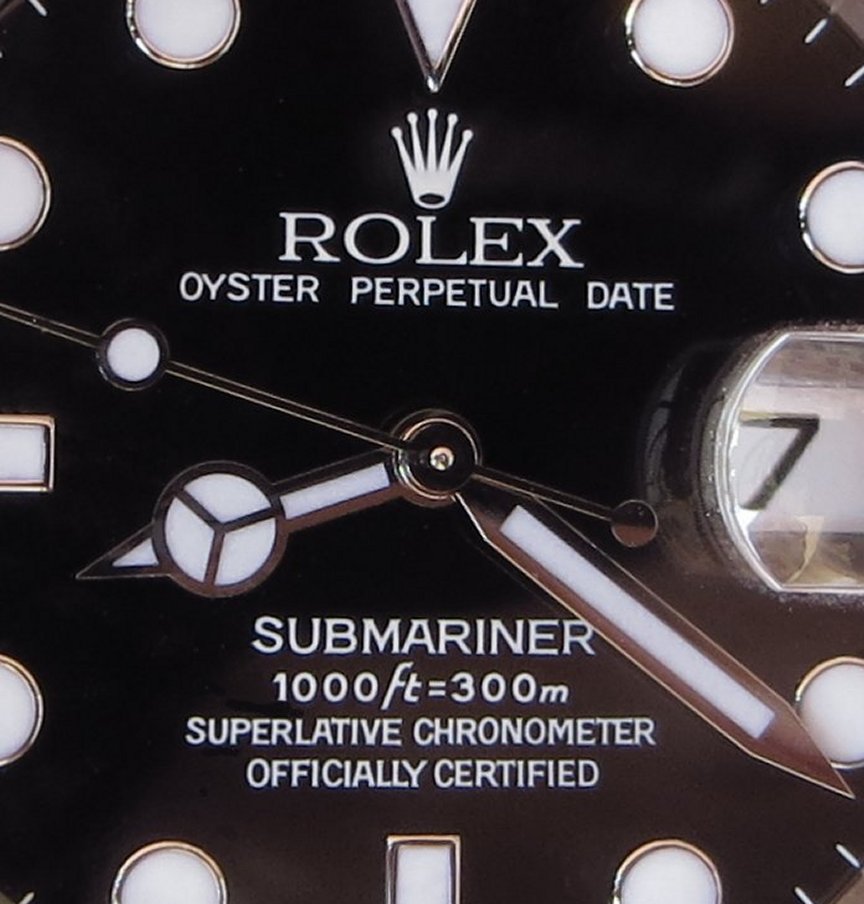 ROLEX
OYSTER PERPETUAL DATE
7
SUBMARINER
1000ft=300m
SUPERLATIVE CHRONOMETER
OFFICIALLY CERTIFIED